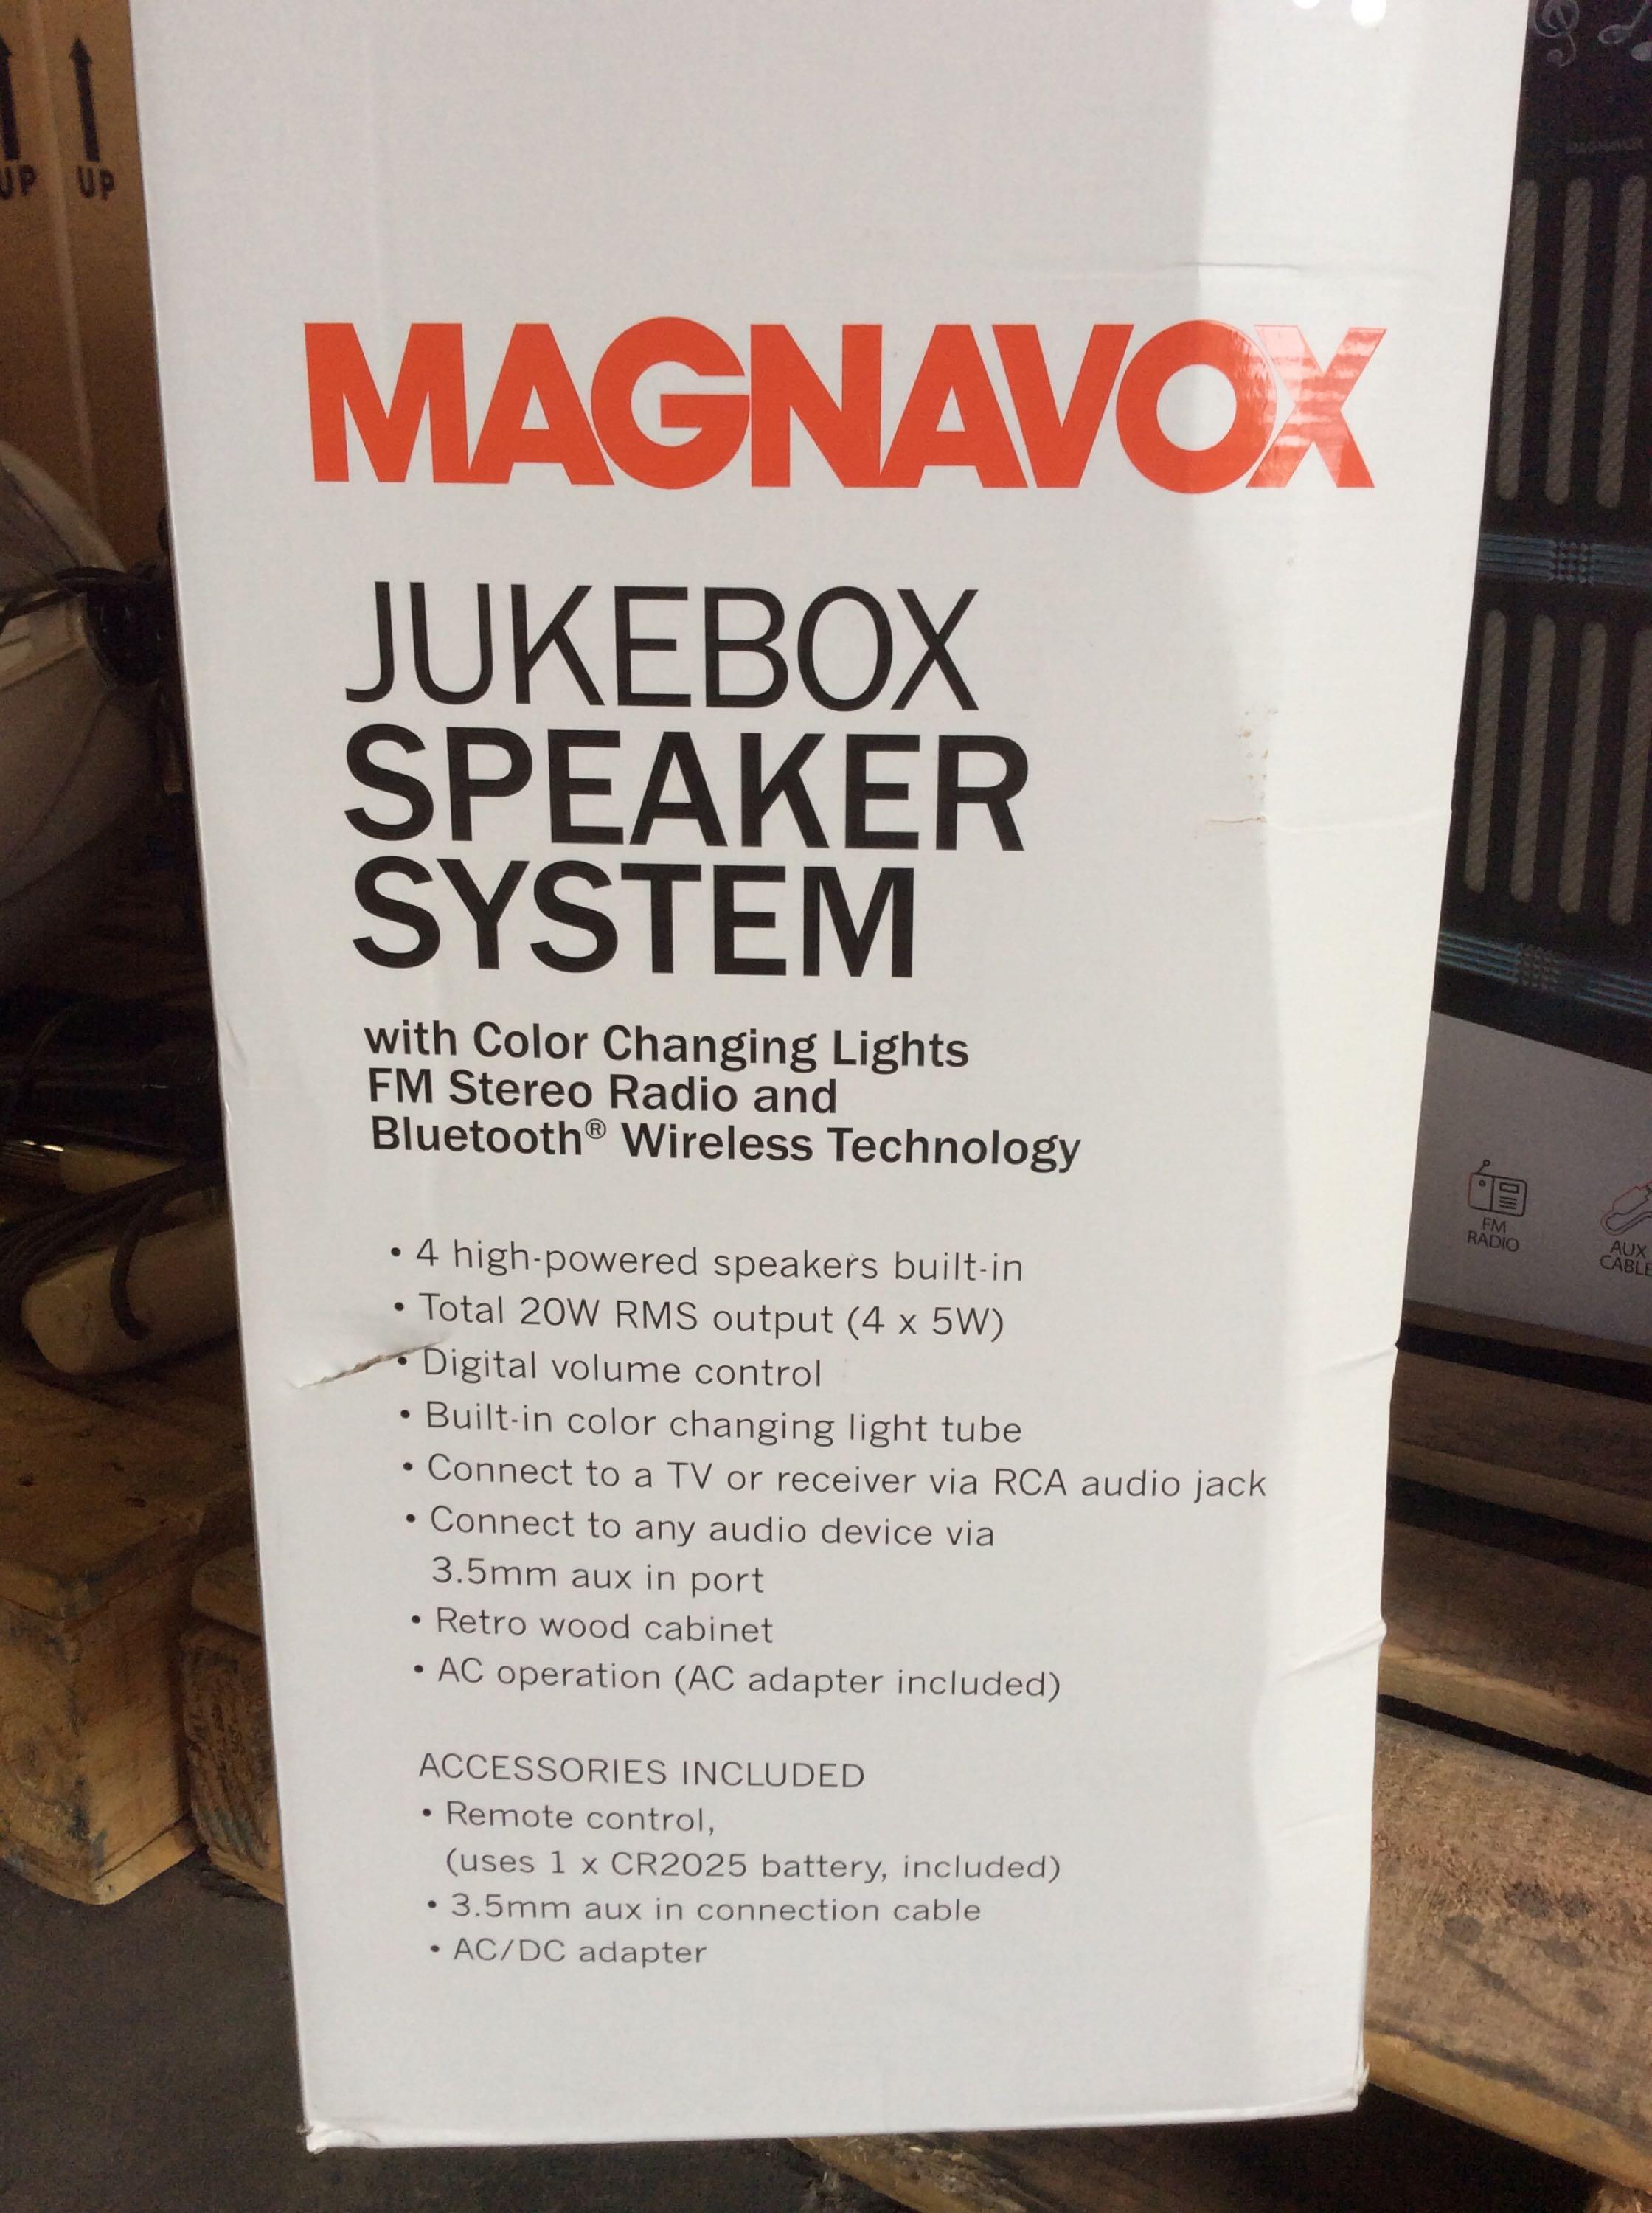 UP UP
MAGNAVOX
JUKEBOX
SPEAKER
SYSTEM
with Color Changing Lights
FM Stereo Radio and
Bluetooth® Wireless Technology
• 4 high-powered speakers built-in
• Total 20W RMS output (4 x 5W)
• Digital volume control
• Built-in color changing light tube
• Connect to a TV or receiver via RCA audio jack
• Connect to any audio device via
3.5mm aux in port
• Retro wood cabinet
• AC operation (AC adapter included)
ACCESSORIES INCLUDED
• Remote control,
(uses 1 x CR2025 battery, included)
• 3.5mm aux in connection cable
• AC/DC adapter
MAGNAVOX
FM
RADIO
AUX
CABLE